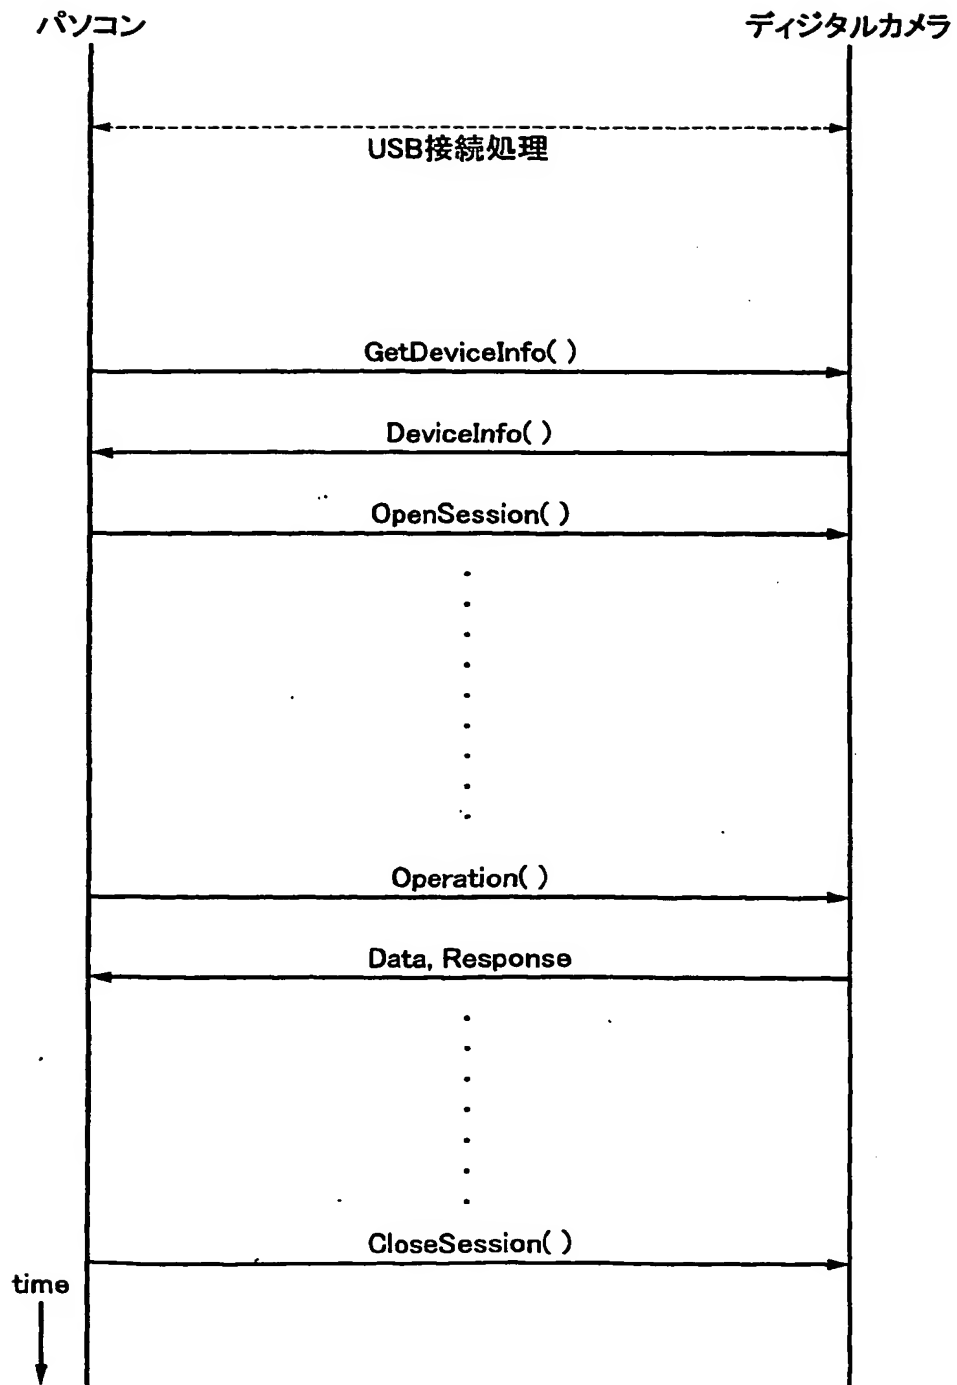 パソコン
ディジタルカメラ
USB接続処理
GetDeviceInfo( )
DeviceInfo( )
OpenSession( )
Operation( )
Data, Response
CloseSession( )
time